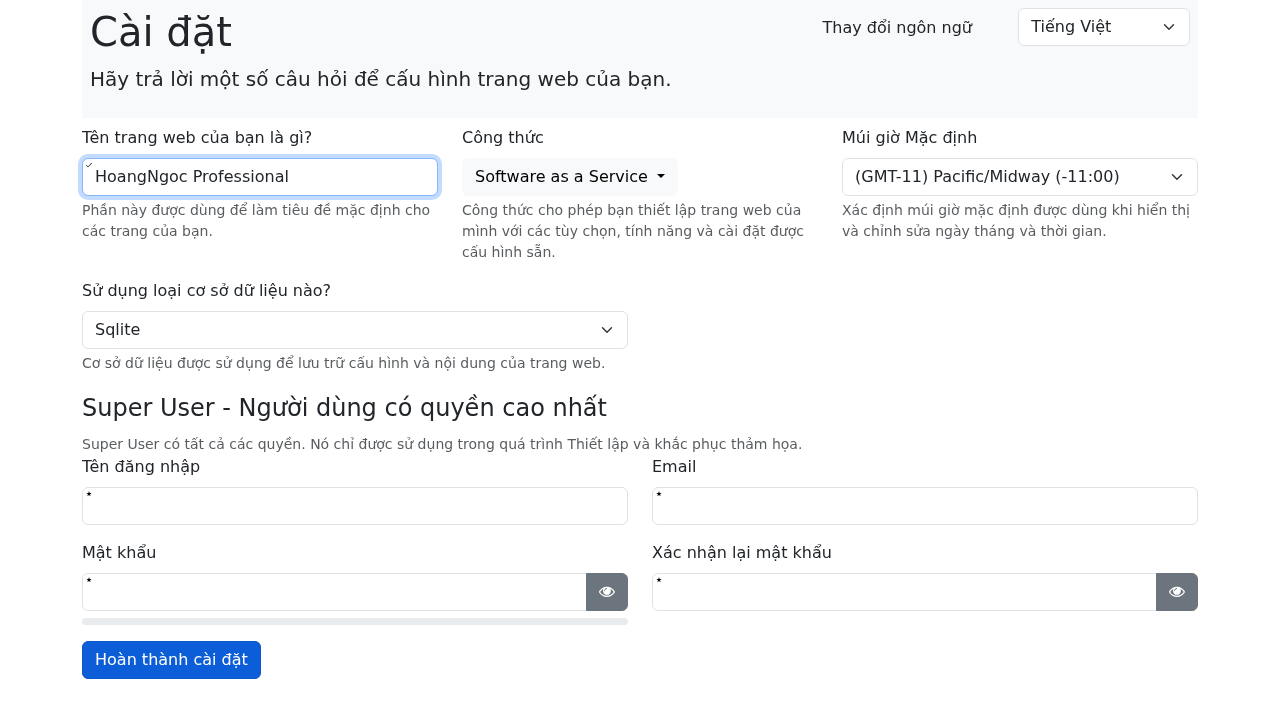 Cài đặt
Thay đổi ngôn ngữ
Tiếng Việt
Hãy trả lời một số câu hỏi để cấu hình trang web của bạn.
Tên trang web của bạn là gì?
HoangNgoc Professional
Phần này được dùng để làm tiêu đề mặc định cho
các trang của bạn.
Công thức
Software as a Service
Công thức cho phép bạn thiết lập trang web của
mình với các tùy chọn, tính năng và cài đặt được
cấu hình sẵn.
Múi giờ Mặc định
(GMT-11) Pacific/Midway (-11:00)
Xác định múi giờ mặc định được dùng khi hiển thị
và chỉnh sửa ngày tháng và thời gian.
Sử dụng loại cơ sở dữ liệu nào?
Sqlite
Cơ sở dữ liệu được sử dụng để lưu trữ cấu hình và nội dung của trang web.
Super User - Người dùng có quyền cao nhất
Super User có tất cả các quyền. Nó chỉ được sử dụng trong quá trình Thiết lập và khắc phục thảm họa.
Tên đăng nhập
Email
Mật khẩu
Xác nhận lại mật khẩu
Hoàn thành cài đặt